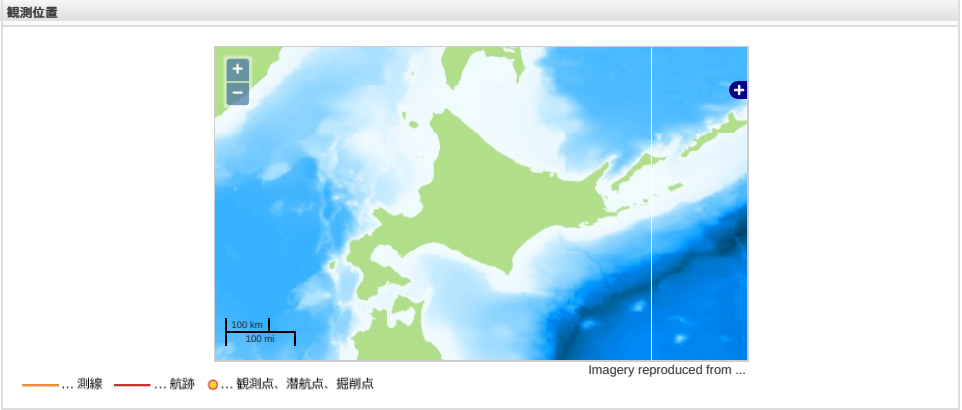 観測位置
+
−
+
100 km
100 mi
Imagery reproduced from ...
... 測線 ... 航跡 ... 観測点、潜航点、掘削点